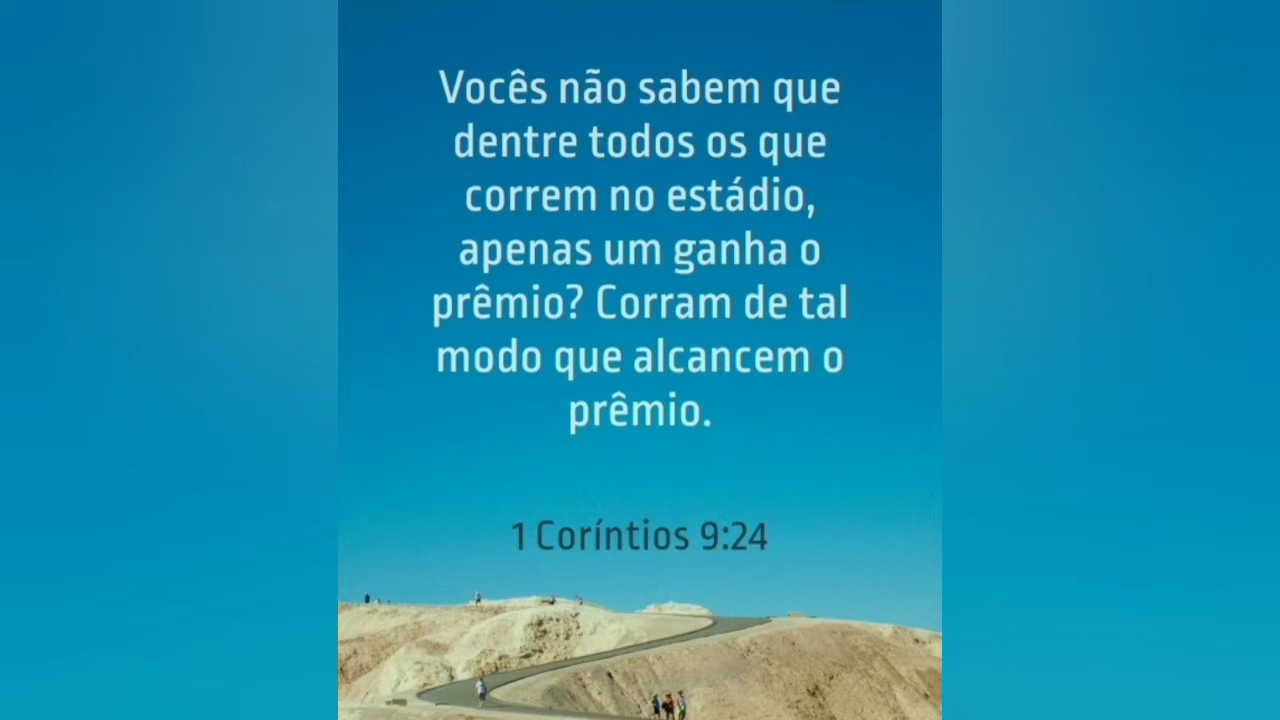 Vocês não sabem que
dentre todos os que
correm no estádio,
apenas um ganha o
prêmio? Corram de tal
modo que alcancem o
prêmio.
1 Coríntios 9:24